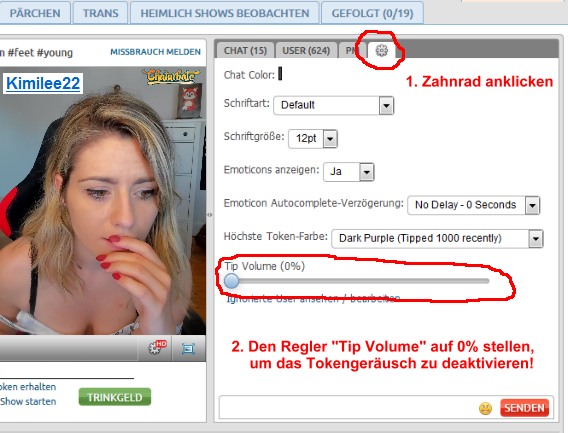 PÄRCHEN TRANS HEIMLICH SHOWS BEOBACHTEN GEFOLGT (0/19)
n #feet #young MISSBRAUCH MELDEN
Kimilee22
Chaturbate
HD
oken erhalten
Show starten
TRINKGELD
CHAT (15) USER (624) PM
Chat Color:
1. Zahnrad anklicken
Schriftart: Default
Schriftgröße: 12pt
Emoticons anzeigen: Ja
Emoticon Autocomplete-Verzögerung: No Delay - 0 Seconds
Höchste Token-Farbe: Dark Purple (Tipped 1000 recently)
Tip Volume (0%)
Ignorierte User ansehen / bearbeiten
2. Den Regler "Tip Volume" auf 0% stellen,
um das Tokengeräusch zu deaktivieren!
SENDEN